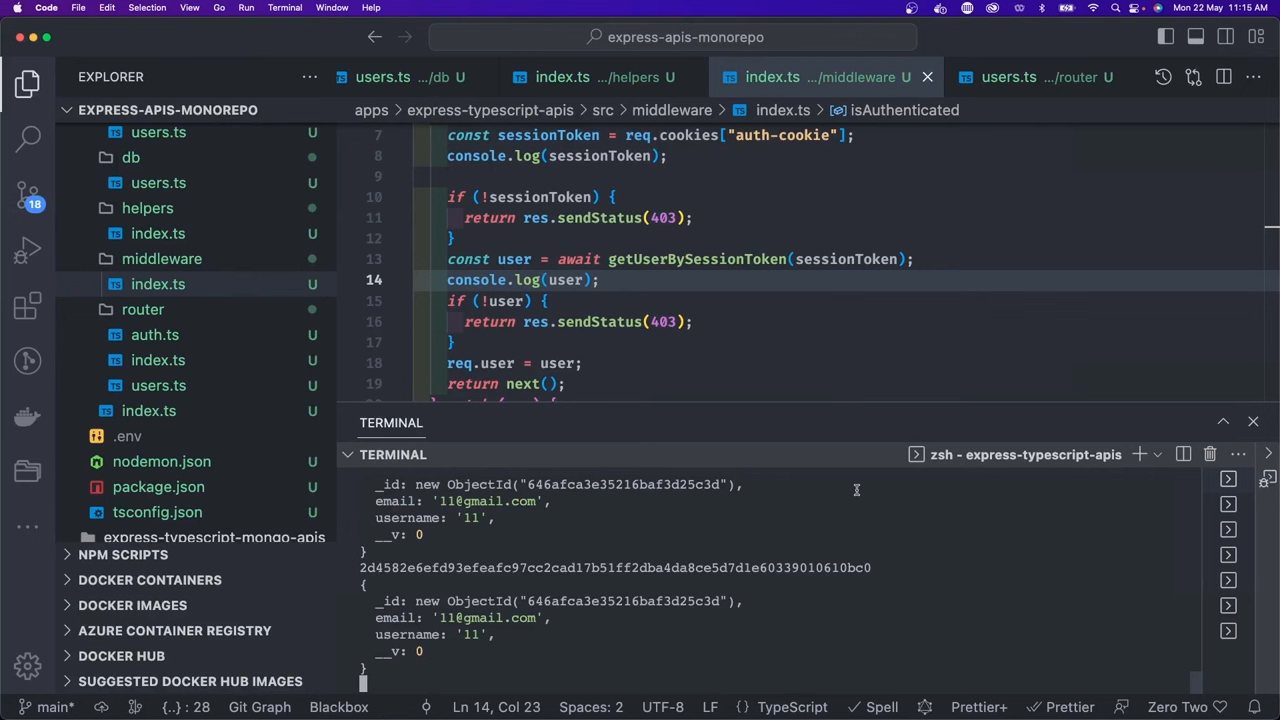 Code File Edit Selection View Go Run Terminal Window Help Mon 22 May 11:15 AM
express-apis-monorepo
EXPLORER
users.ts .../db U index.ts .../helpers U index.ts .../middleware U users.ts .../router U
EXPRESS-APIS-MONOREPO
apps > express-typescript-apis > src > middleware > index.ts > isAuthenticated
users.ts U
db
users.ts U
helpers
index.ts U
middleware
index.ts U
router
auth.ts U
index.ts U
users.ts U
index.ts U
.env
nodemon.json U
package.json U
tsconfig.json U
express-typescript-mongo-apis
NPM SCRIPTS
DOCKER CONTAINERS
DOCKER IMAGES
AZURE CONTAINER REGISTRY
DOCKER HUB
SUGGESTED DOCKER HUB IMAGES
18
7 const sessionToken = req.cookies["auth-cookie"];
8 console.log(sessionToken);
9
10 if (!sessionToken) {
11 return res.sendStatus(403);
12 }
13 const user = await getUserBySessionToken(sessionToken);
14 console.log(user);
15 if (!user) {
16 return res.sendStatus(403);
17 }
18 req.user = user;
19 return next();
TERMINAL
TERMINAL zsh - express-typescript-apis
_id: new ObjectId("646afca3e35216baf3d25c3d"),
email: '11@gmail.com',
username: '11',
__v: 0
}
2d4582e6efd93efeafc97cc2cad17b51ff2dba4da8ce5d7d1e60339010610bc0
{
_id: new ObjectId("646afca3e35216baf3d25c3d"),
email: '11@gmail.com',
username: '11',
__v: 0
}
main* {..} : 28 Git Graph Blackbox Ln 14, Col 23 Spaces: 2 UTF-8 LF {} TypeScript Spell Prettier+ Prettier Zero Two